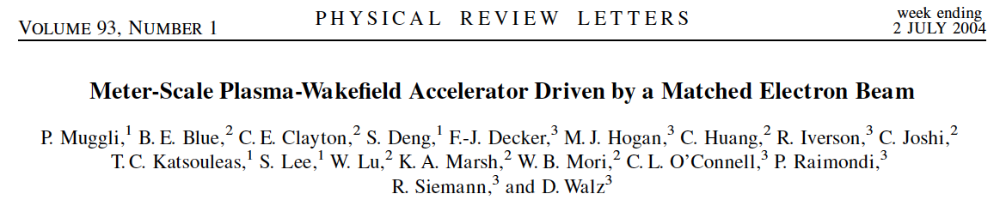 VOLUME 93, NUMBER 1 PHYSICAL REVIEW LETTERS week ending 2 JULY 2004
Meter-Scale Plasma-Wakefield Accelerator Driven by a Matched Electron Beam
P. Muggli,1 B. E. Blue,2 C. E. Clayton,2 S. Deng,1 F.-J. Decker,3 M. J. Hogan,3 C. Huang,2 R. Iverson,3 C. Joshi,2
T. C. Katsouleas,1 S. Lee,1 W. Lu,2 K. A. Marsh,2 W. B. Mori,2 C. L. O'Connell,3 P. Raimondi,3
R. Siemann,3 and D. Walz3